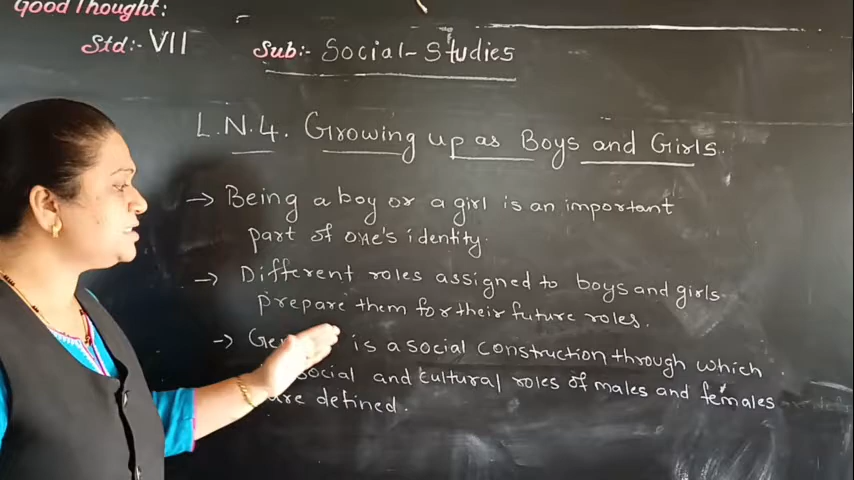 Good Thought:
Std:- VII
Sub:- Social-Studies
L.N.4. Growing up as Boys and Girls.
→ Being a boy or a girl is an important
part of one's identity.
→ Different roles assigned to boys and girls
prepare them for their future roles.
→ is a social construction through which
social and cultural roles of males and females
are defined.